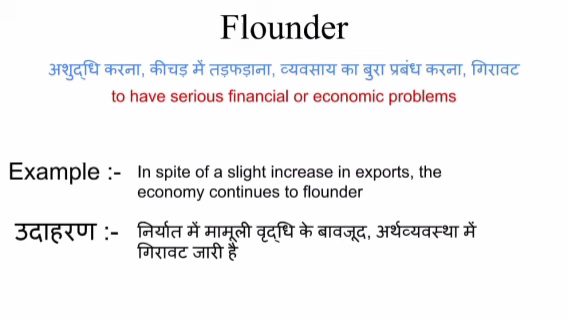 Flounder
अशुद्धि करना, कीचड़ में तड़फड़ाना, व्यवसाय का बुरा प्रबंध करना, गिरावट
to have serious financial or economic problems
Example :- In spite of a slight increase in exports, the
economy continues to flounder
उदाहरण :- निर्यात में मामूली वृद्धि के बावजूद, अर्थव्यवस्था में
गिरावट जारी है